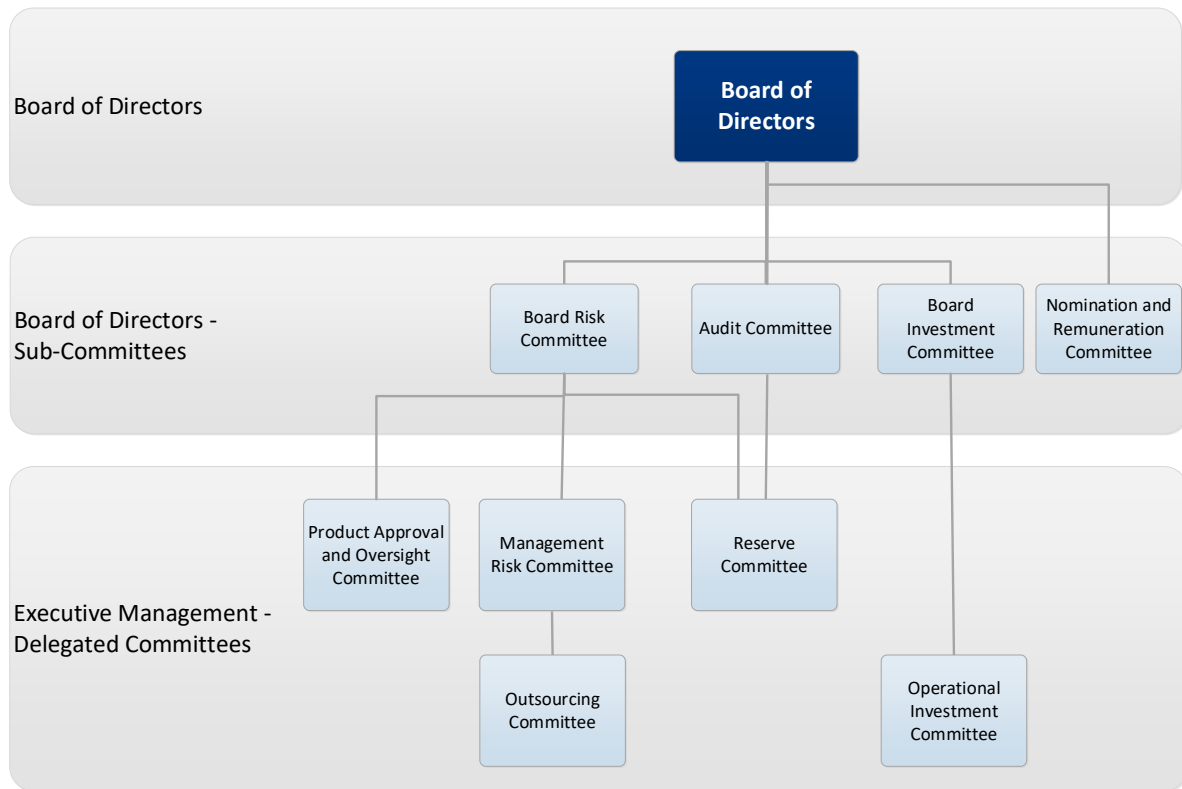 Board of Directors
Board of
Directors
Board of Directors -
Sub-Committees
Board Risk
Committee
Audit Committee
Board
Investment
Committee
Nomination and
Remuneration
Committee
Executive Management -
Delegated Committees
Product Approval
and Oversight
Committee
Management
Risk Committee
Reserve
Committee
Outsourcing
Committee
Operational
Investment
Committee